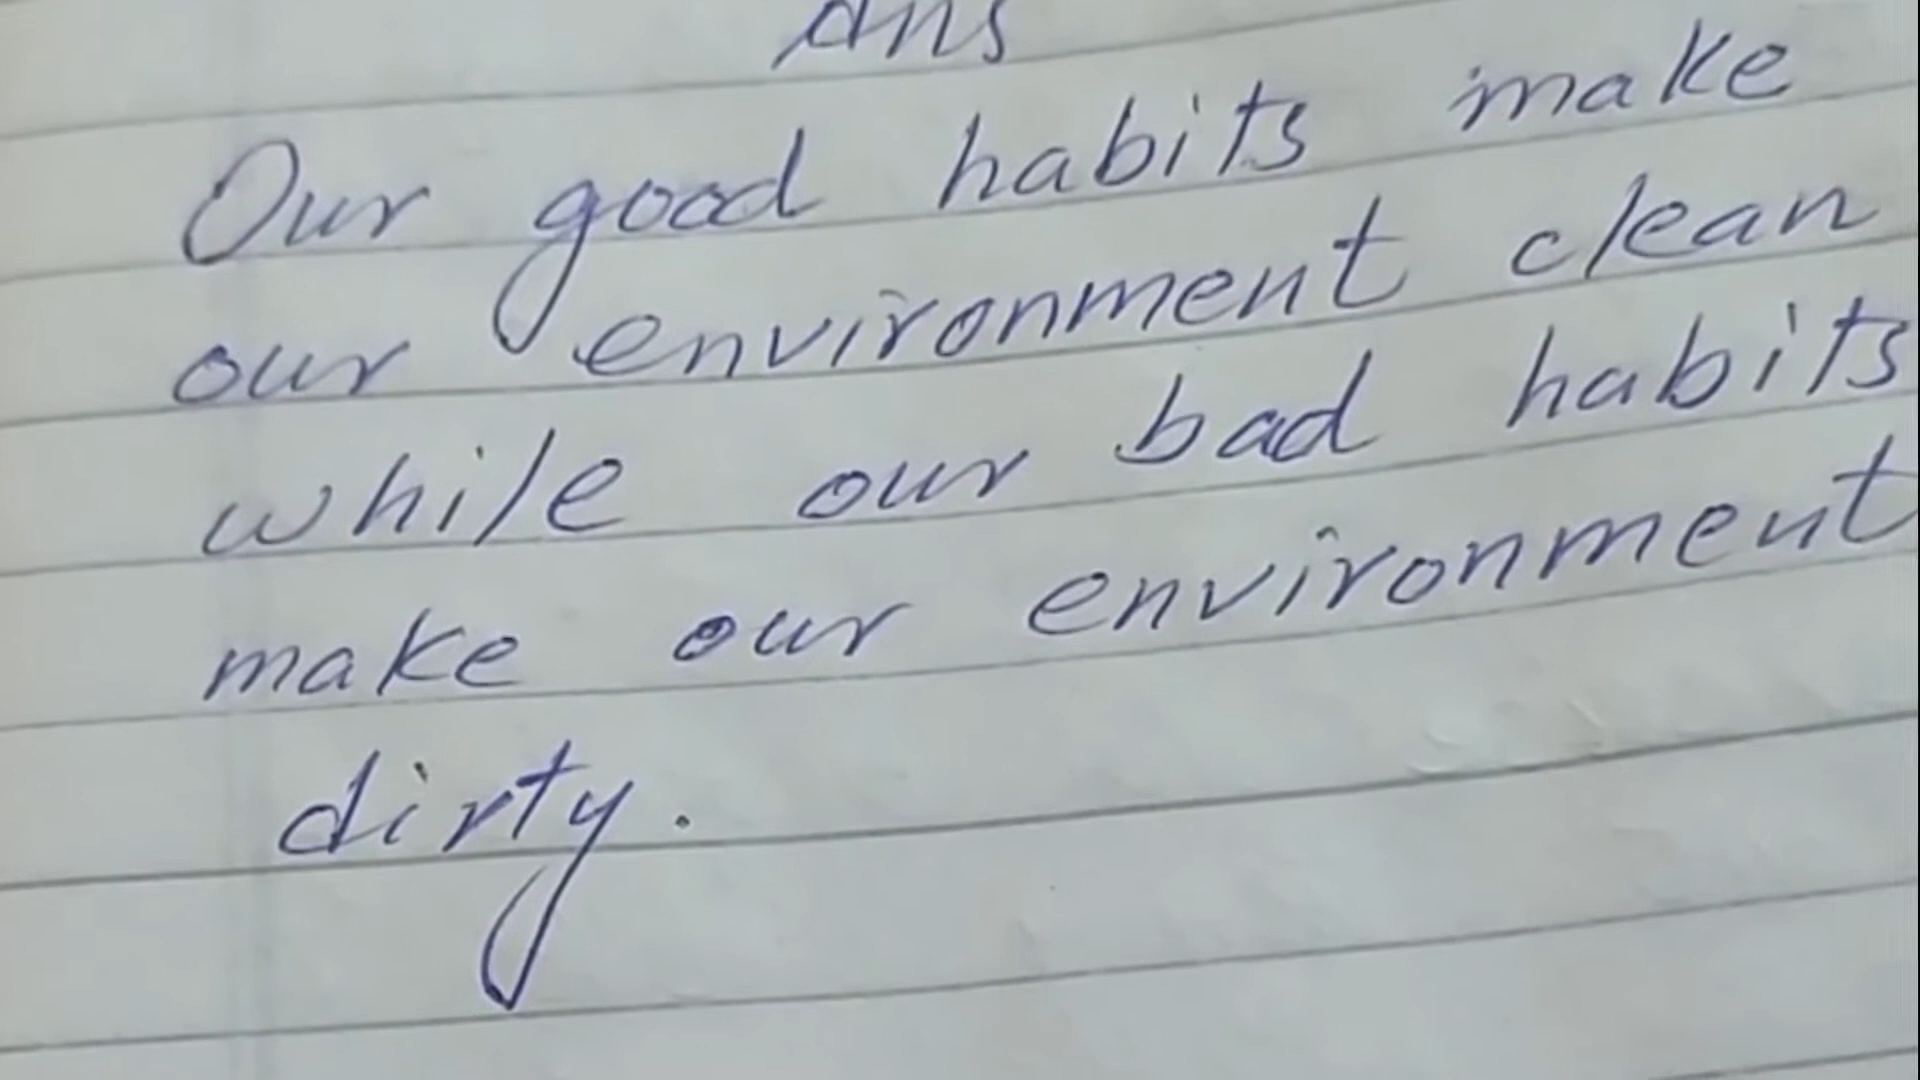 Ans
Our good habits make
our environment clean
while our bad habits
make our environment
dirty.